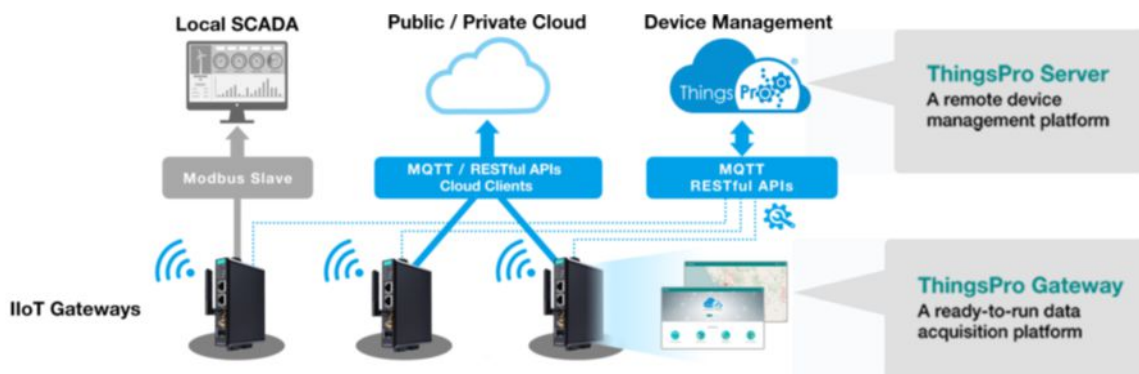 Local SCADA
Public / Private Cloud
Device Management
Things Pro
®
ThingsPro Server
A remote device
management platform
Modbus Slave
MQTT / RESTful APIs
Cloud Clients
MQTT
RESTful APIs
IIoT Gateways
ThingsPro Gateway
A ready-to-run data
acquisition platform